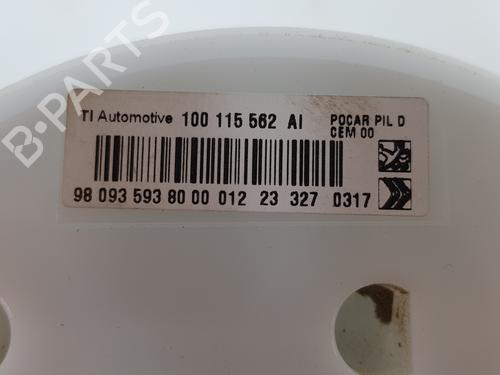 B-PARTS
TI Automotive 100 115 562 AI
POCAR PIL D
CEM 00
98 093 593 80 00 012 23 327 0317